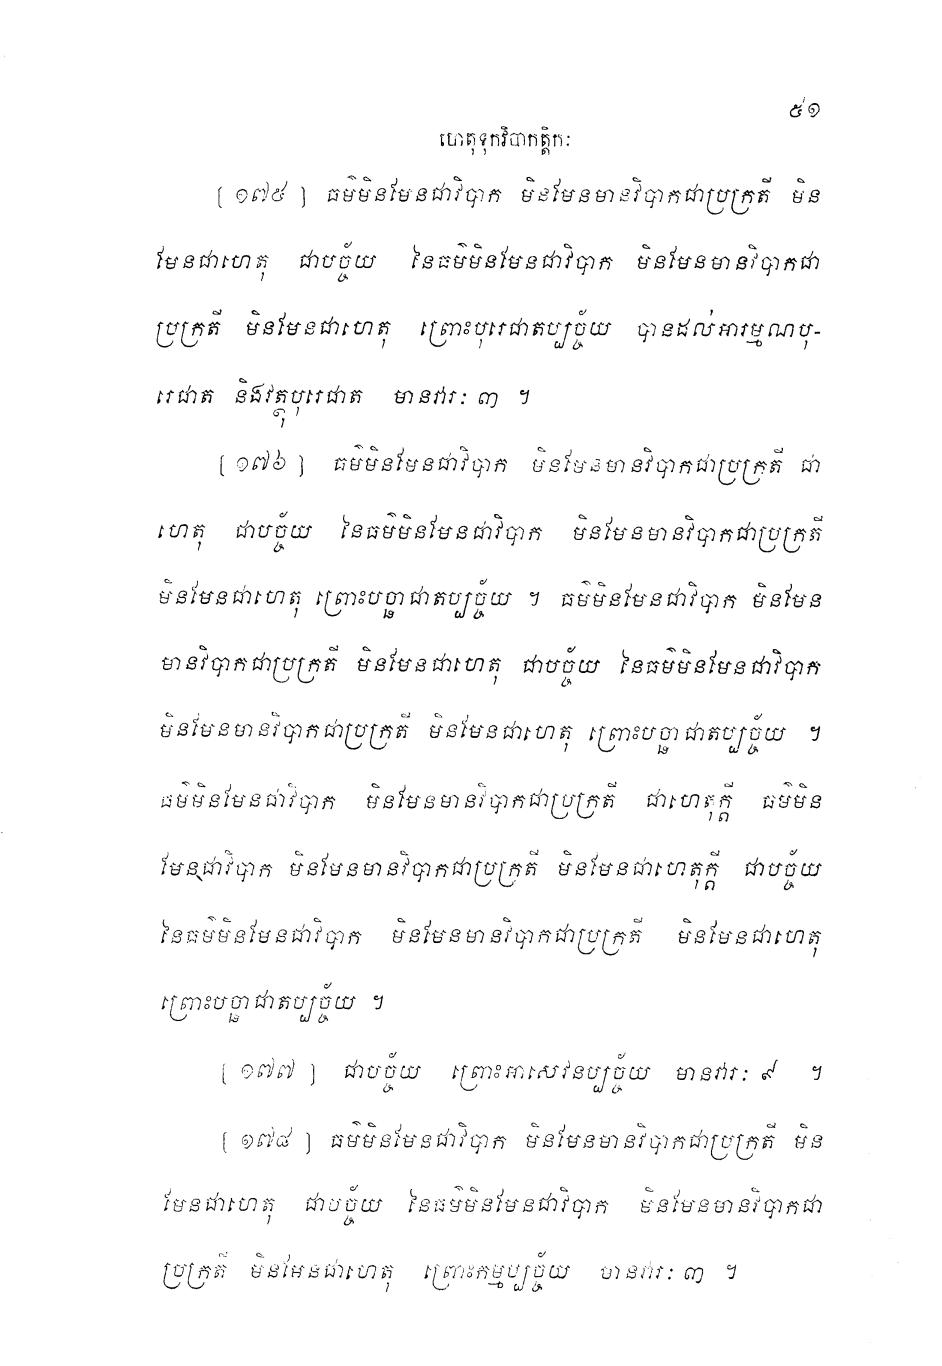 ៥១
ហេតុទុកវិបាកត្តិកៈ
[ ១៧៥ ] ធម៌មិនមែនជាវិបាក មិនមែនមានវិបាកជាប្រក្រតី មិន
មែនជាហេតុ ជាបច្ច័យ នៃធម៌មិនមែនជាវិបាក មិនមែនមានវិបាកជា
ប្រក្រតី មិនមែនជាហេតុ ព្រោះបុរេជាតប្បច្ច័យ បានដល់អារម្មណបុ-
រេជាត និងវត្ថុប្បុរេជាត មានវារៈ ៣ ។
[ ១៧៦ ] ធម៌មិនមែនជាវិបាក មិនមែនមានវិបាកជាប្រក្រតី ជា
ហេតុ ជាបច្ច័យ នៃធម៌មិនមែនជាវិបាក មិនមែនមានវិបាកជាប្រក្រតី
មិនមែនជាហេតុ ព្រោះបច្ឆាជាតប្បច្ច័យ ។ ធម៌មិនមែនជាវិបាក មិនមែន
មានវិបាកជាប្រក្រតី មិនមែនជាហេតុ ជាបច្ច័យ នៃធម៌មិនមែនជាវិបាក
មិនមែនមានវិបាកជាប្រក្រតី មិនមែនជាហេតុ ព្រោះបច្ឆាជាតប្បច្ច័យ ។
ធម៌មិនមែនជាវិបាក មិនមែនមានវិបាកជាប្រក្រតី ជាហេតុក្តី ធម៌មិន
មែនជាវិបាក មិនមែនមានវិបាកជាប្រក្រតី មិនមែនជាហេតុក្តី ជាបច្ច័យ
នៃធម៌មិនមែនជាវិបាក មិនមែនមានវិបាកជាប្រក្រតី មិនមែនជាហេតុ
ព្រោះបច្ឆាជាតប្បច្ច័យ ។
[ ១៧៧ ] ជាបច្ច័យ ព្រោះអាសេវនប្បច្ច័យ មានវារៈ ៩ ។
[ ១៧៨ ] ធម៌មិនមែនជាវិបាក មិនមែនមានវិបាកជាប្រក្រតី មិន
មែនជាហេតុ ជាបច្ច័យ នៃធម៌មិនមែនជាវិបាក មិនមែនមានវិបាកជា
ប្រក្រតី មិនមែនជាហេតុ ព្រោះកម្មប្បច្ច័យ មានវារៈ ៣ ។